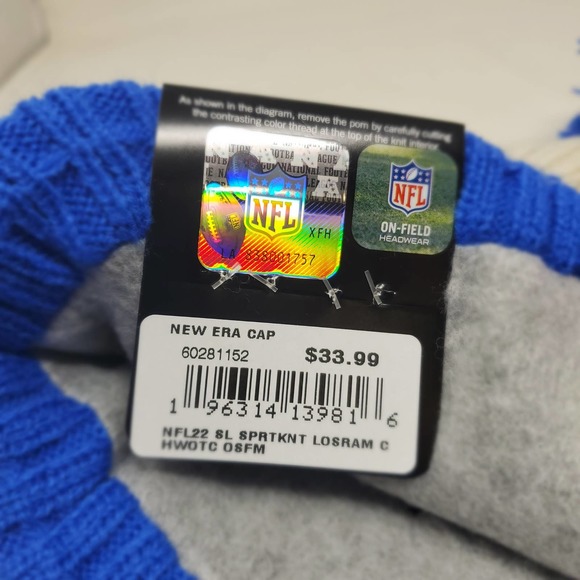 As shown in the diagram, remove the pom by carefully cutting
the contrasting color thread at the top of the knit interior.
NFL
XFH
NFL
ON-FIELD
HEADWEAR
NEW ERA CAP
60281152 $33.99
1 96314 13981 6
NFL22 SL SPRTKNT LOSRAM C
HWOTC OSFM